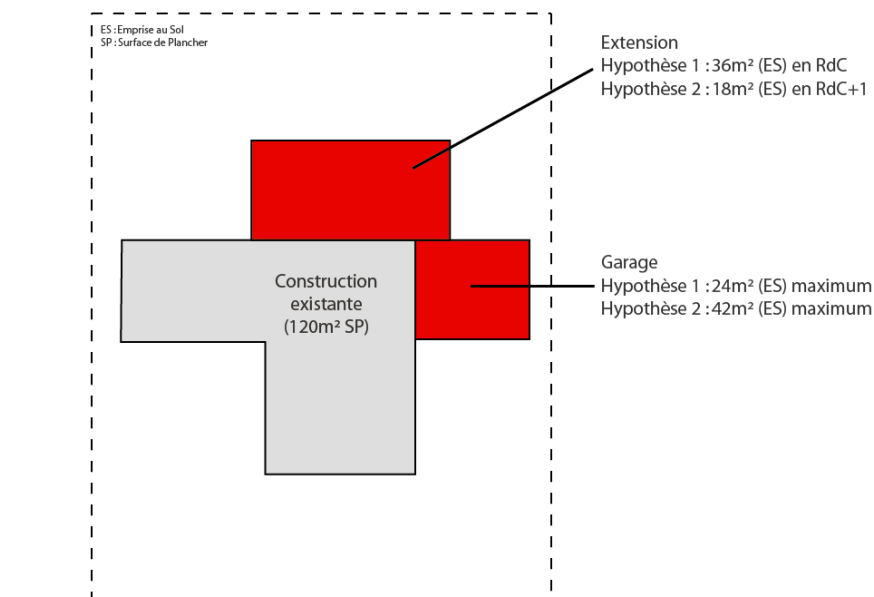 ES : Emprise au Sol
SP : Surface de Plancher
Extension
Hypothèse 1 : 36m² (ES) en RdC
Hypothèse 2 : 18m² (ES) en RdC+1
Garage
Hypothèse 1 : 24m² (ES) maximum
Hypothèse 2 : 42m² (ES) maximum
Construction
existante
(120m² SP)